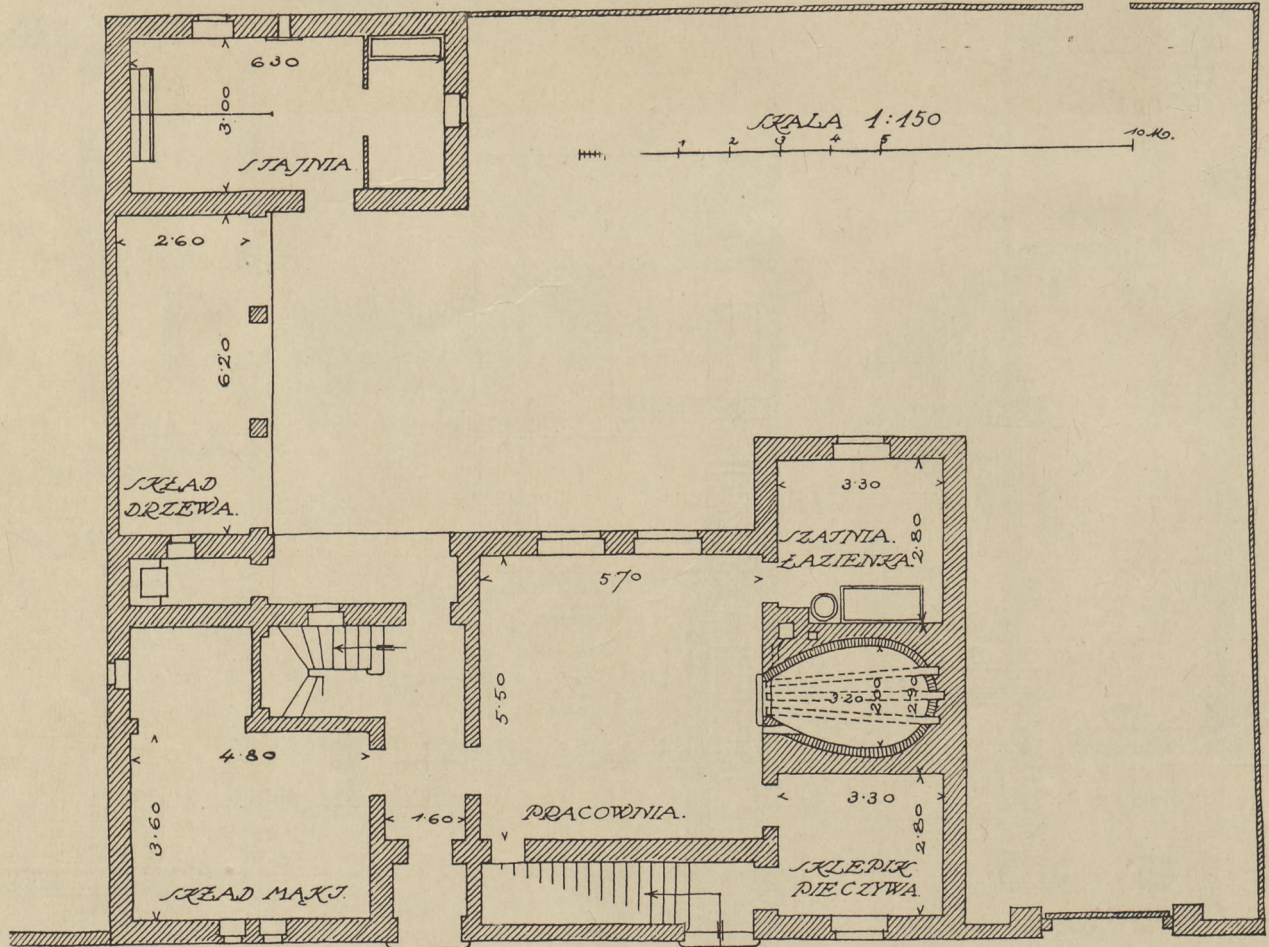 6·30
3·00
STAJNIA.
SKALA 1:150
1 2 3 4 5 10 M.
2·60
6·20
SKŁAD
DRZEWA.
3·30
2·80
SZATNIA.
ŁAZIENKA.
5·70
5·50
3·20
2·00
2·90
4·80
3·60
1·60
PRACOWNIA.
3·30
2·80
SKŁAD MĄKI.
SKLEPIK
PIECZYWA.